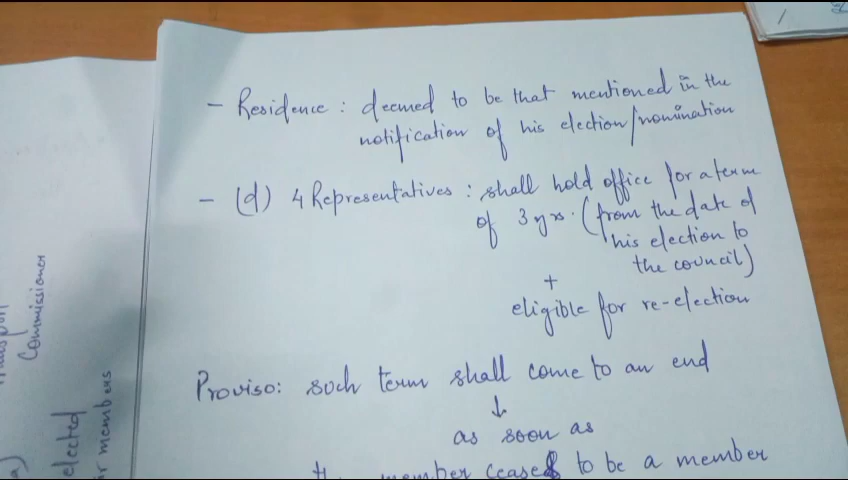 - Residence : deemed to be that mentioned in the
notification of his election/nomination
- (d) 4 Representatives : shall hold office for a term
of 3 yrs. (from the date of
his election to
the council)
+
eligible for re-election
Proviso: such term shall come to an end
↓
as soon as
member ceases to be a member
Commissioner
elected
members